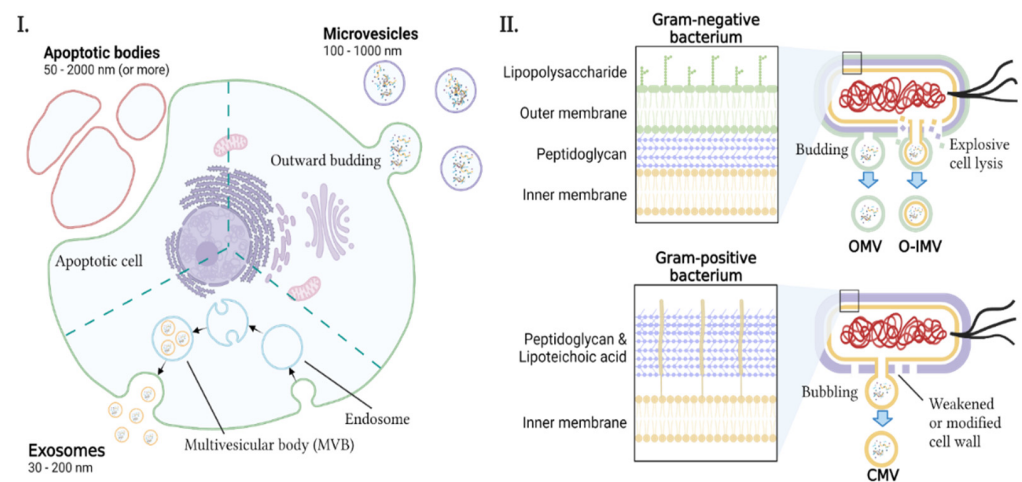 I.
Apoptotic bodies
50 - 2000 nm (or more)
Microvesicles
100 - 1000 nm
Outward budding
Apoptotic cell
Endosome
Multivesicular body (MVB)
Exosomes
30 - 200 nm
II.
Gram-negative
bacterium
Lipopolysaccharide
Outer membrane
Peptidoglycan
Inner membrane
Budding
Explosive
cell lysis
OMV
O-IMV
Gram-positive
bacterium
Peptidoglycan &
Lipoteichoic acid
Inner membrane
Bubbling
Weakened
or modified
cell wall
CMV